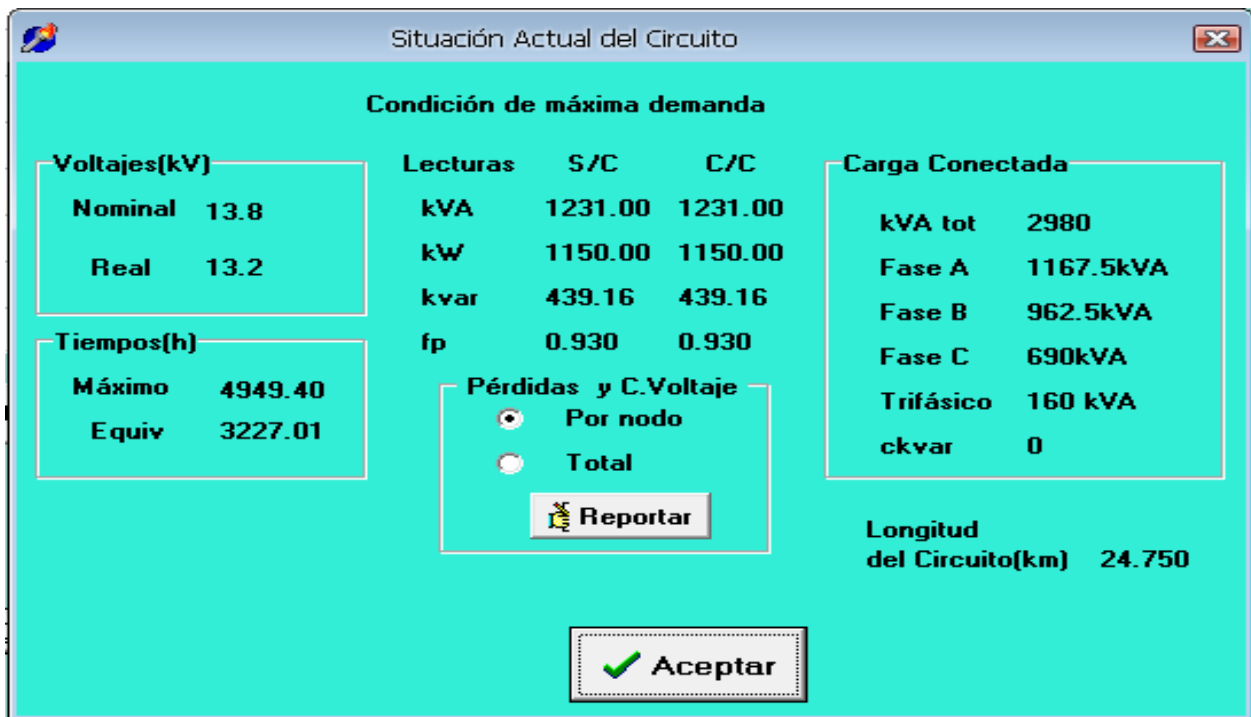 Situación Actual del Circuito
Condición de máxima demanda
Voltajes(kV)
Nominal 13.8
Real 13.2
Tiempos(h)
Máximo 4949.40
Equiv 3227.01
Lecturas S/C C/C
kVA 1231.00 1231.00
kW 1150.00 1150.00
kvar 439.16 439.16
fp 0.930 0.930
Pérdidas y C.Voltaje
Por nodo
Total
Reportar
Carga Conectada
kVA tot 2980
Fase A 1167.5kVA
Fase B 962.5kVA
Fase C 690kVA
Trifásico 160 kVA
ckvar 0
Longitud
del Circuito(km) 24.750
Aceptar